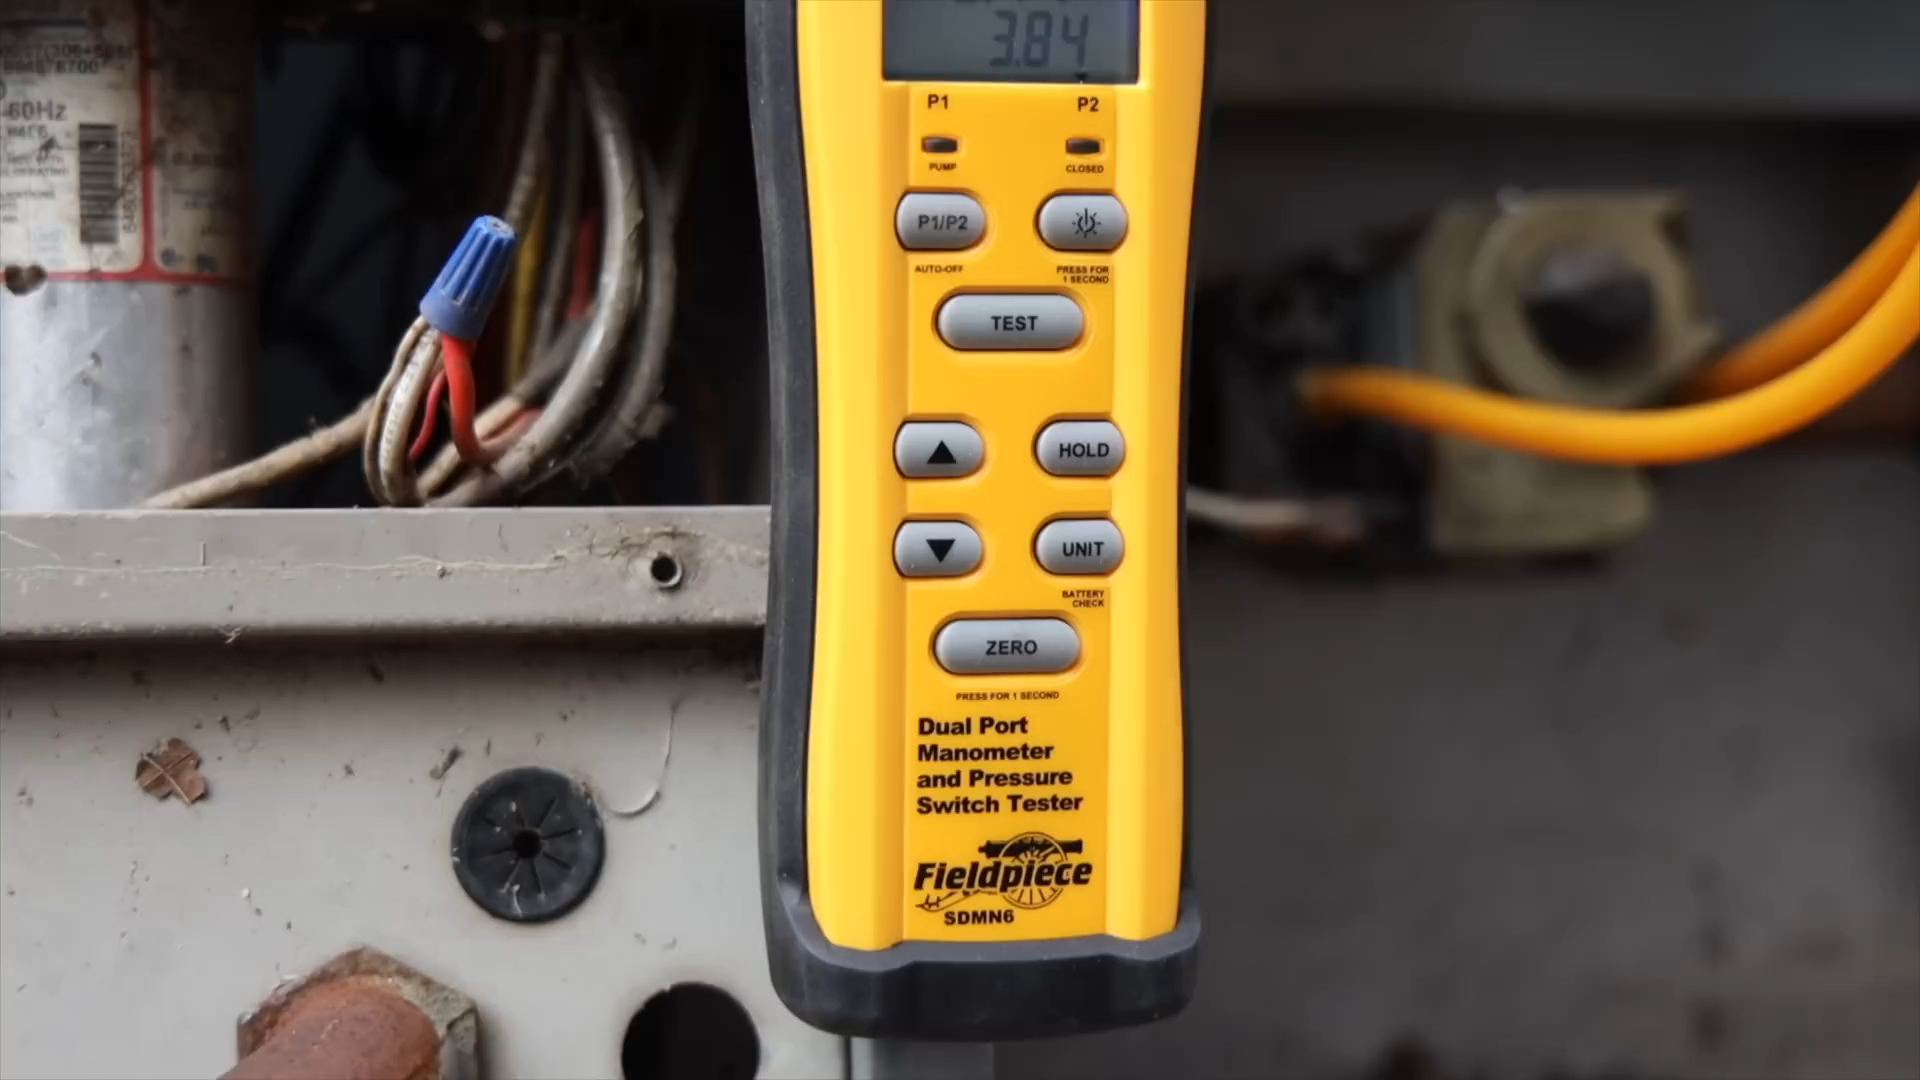 3.84
P1 P2
PUMP CLOSED
P1/P2
AUTO-OFF PRESS FOR
1 SECOND
TEST
HOLD
UNIT
BATTERY
CHECK
ZERO
PRESS FOR 1 SECOND
Dual Port
Manometer
and Pressure
Switch Tester
Fieldpiece
SDMN6
60Hz